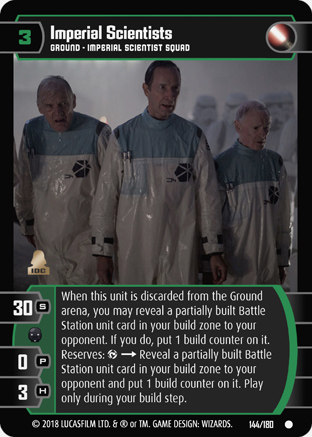 3
Imperial Scientists
GROUND - IMPERIAL SCIENTIST SQUAD
IDC
30 S
0 P
3 H
When this unit is discarded from the Ground
arena, you may reveal a partially built Battle
Station unit card in your build zone to your
opponent. If you do, put 1 build counter on it.
Reserves: → Reveal a partially built Battle
Station unit card in your build zone to your
opponent and put 1 build counter on it. Play
only during your build step.
© 2018 LUCASFILM LTD. & ® or TM. GAME DESIGN: WIZARDS.
144/180